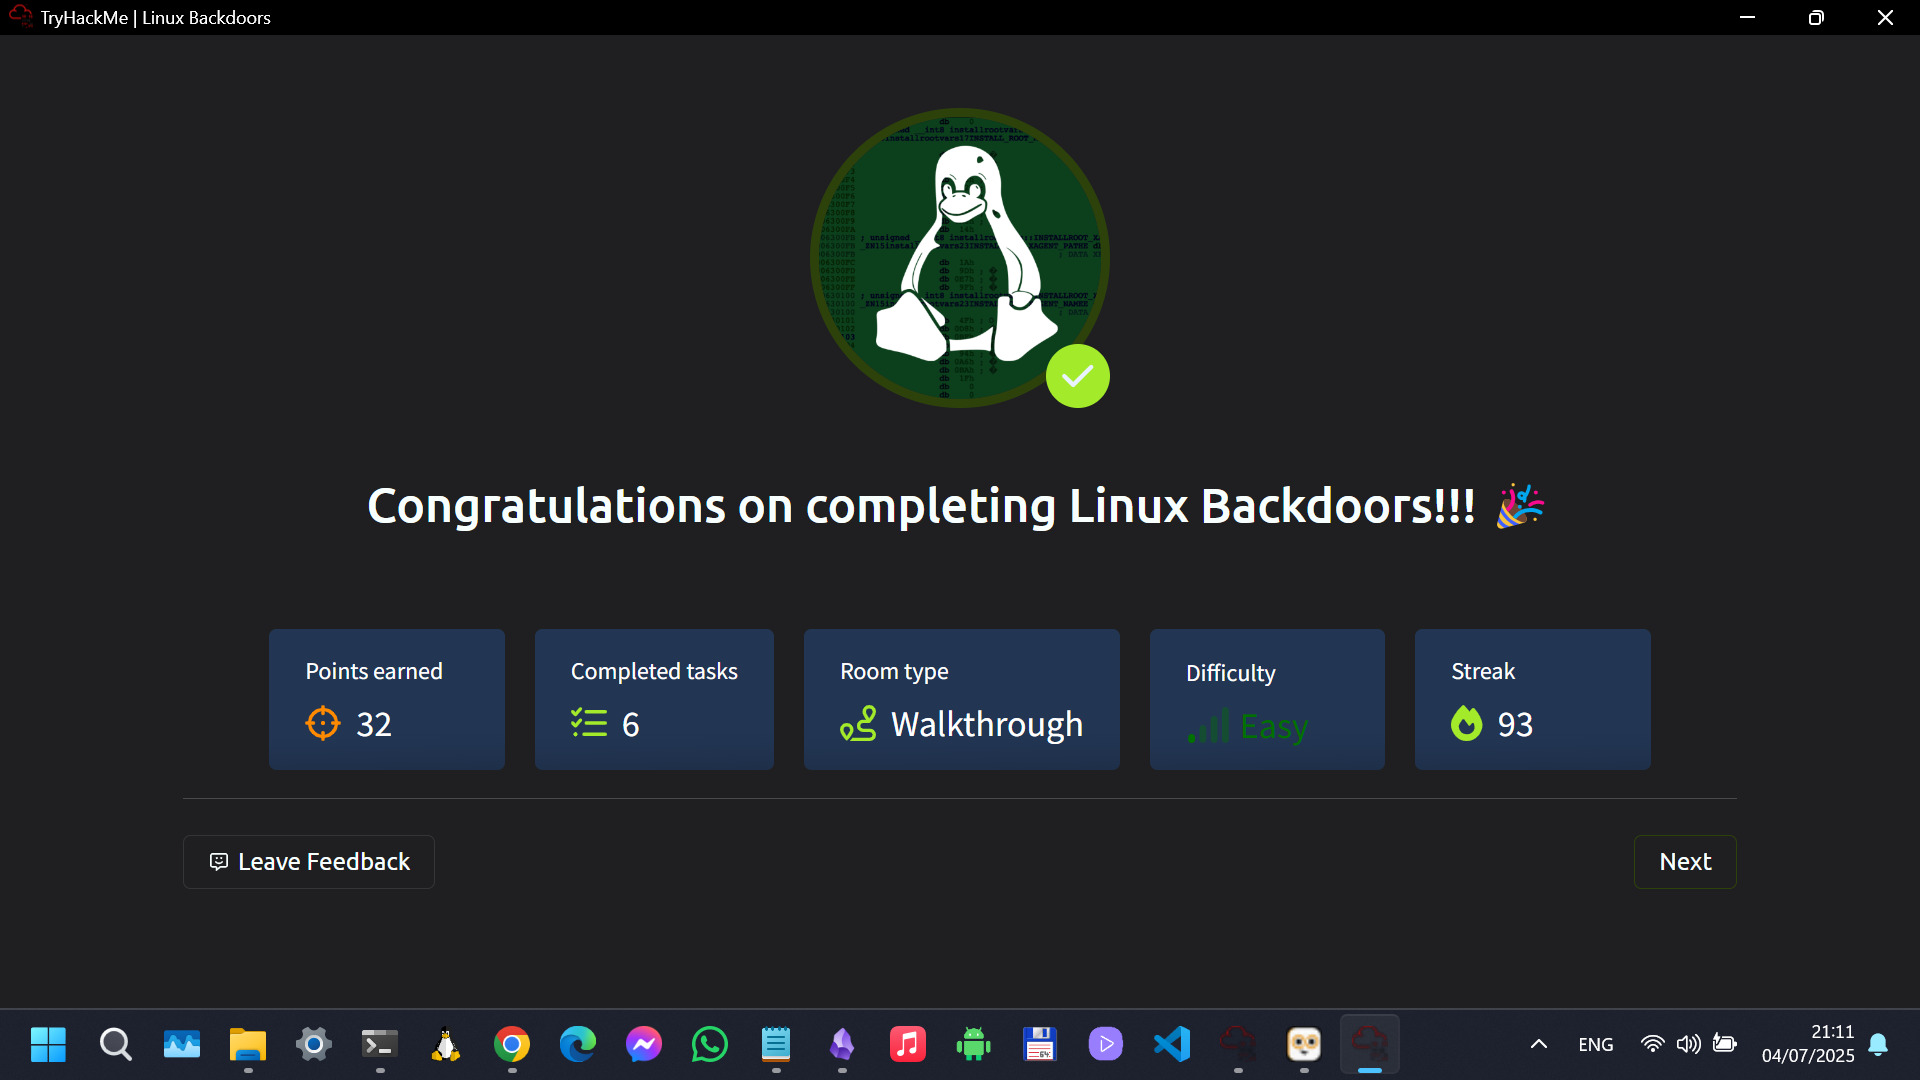 TryHackMe | Linux Backdoors
Congratulations on completing Linux Backdoors!!! 🎉
Points earned
32
Completed tasks
6
Room type
Walkthrough
Difficulty
Easy
Streak
93
Leave Feedback
Next
ENG
21:11
04/07/2025